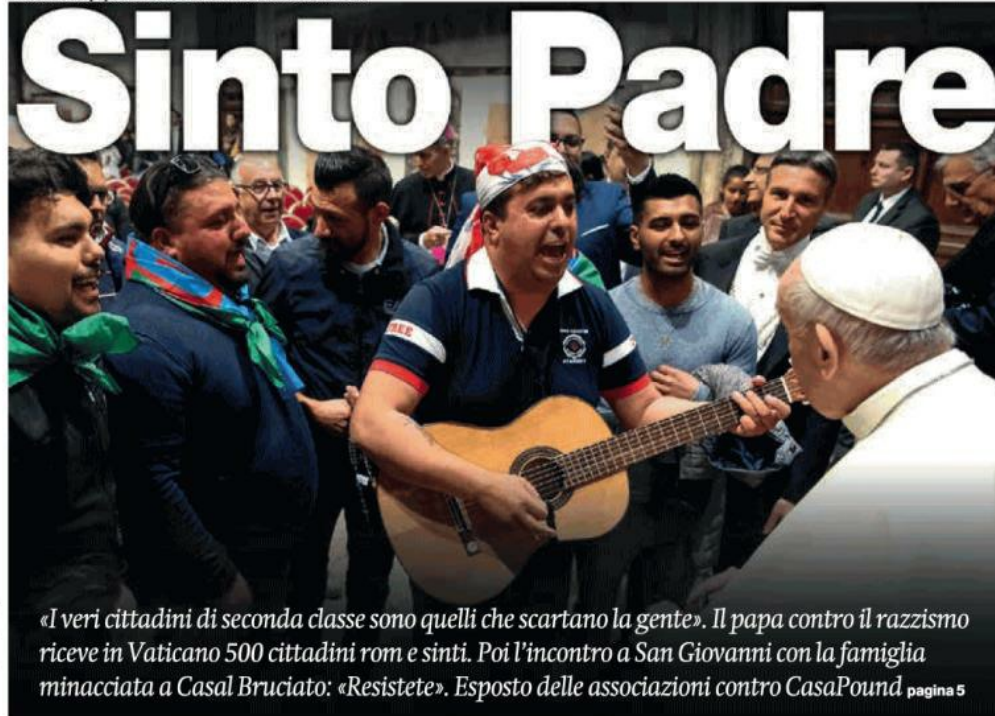 Sinto Padre
FREE
«I veri cittadini di seconda classe sono quelli che scartano la gente». Il papa contro il razzismo
riceve in Vaticano 500 cittadini rom e sinti. Poi l'incontro a San Giovanni con la famiglia
minacciata a Casal Bruciato: «Resistete». Esposto delle associazioni contro CasaPound pagina 5